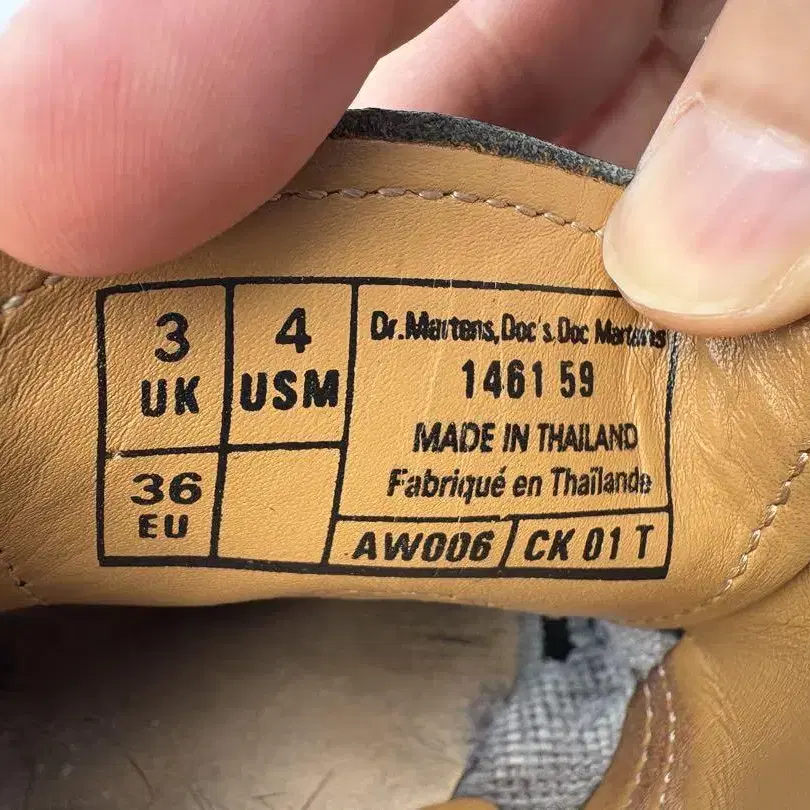 3
UK
4
USM
36
EU
Dr.Martens, Doc's, Doc Martens
1461 59
MADE IN THAILAND
Fabriqué en Thaïlande
AW006 / CK 01 T